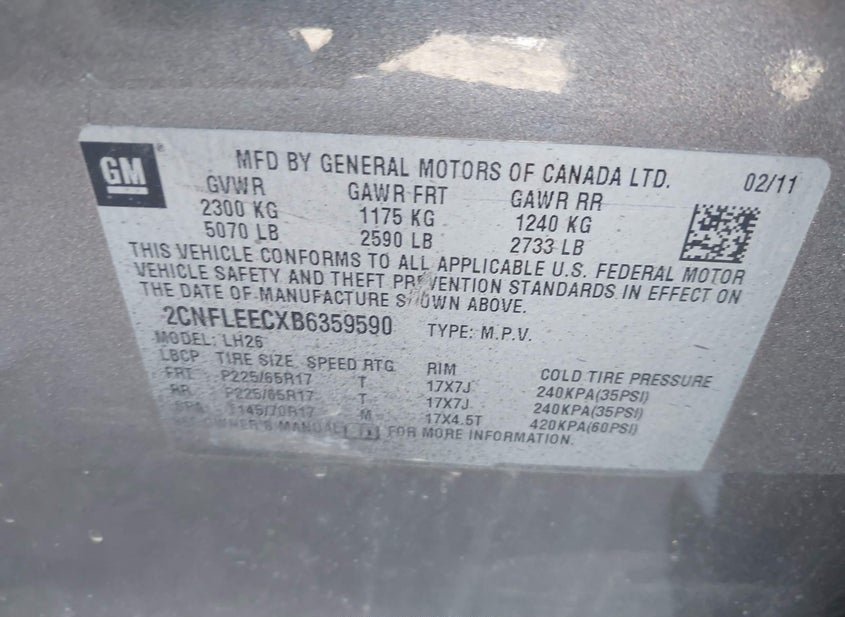 GM ®
MFD BY GENERAL MOTORS OF CANADA LTD. 02/11
GVWR GAWR FRT GAWR RR
2300 KG 1175 KG 1240 KG
5070 LB 2590 LB 2733 LB
THIS VEHICLE CONFORMS TO ALL APPLICABLE U.S. FEDERAL MOTOR
VEHICLE SAFETY AND THEFT PREVENTION STANDARDS IN EFFECT ON
THE DATE OF MANUFACTURE SHOWN ABOVE.
2CNFLEECXB6359590 TYPE: M.P.V.
MODEL: LH26
LBCP TIRE SIZE SPEED RTG RIM COLD TIRE PRESSURE
FRT P225/65R17 T 17X7J 240KPA(35PSI)
RR P225/65R17 T 17X7J 240KPA(35PSI)
T145/70R17 M 17X4.5T 420KPA(60PSI)
OWNER'S MANUAL FOR MORE INFORMATION.